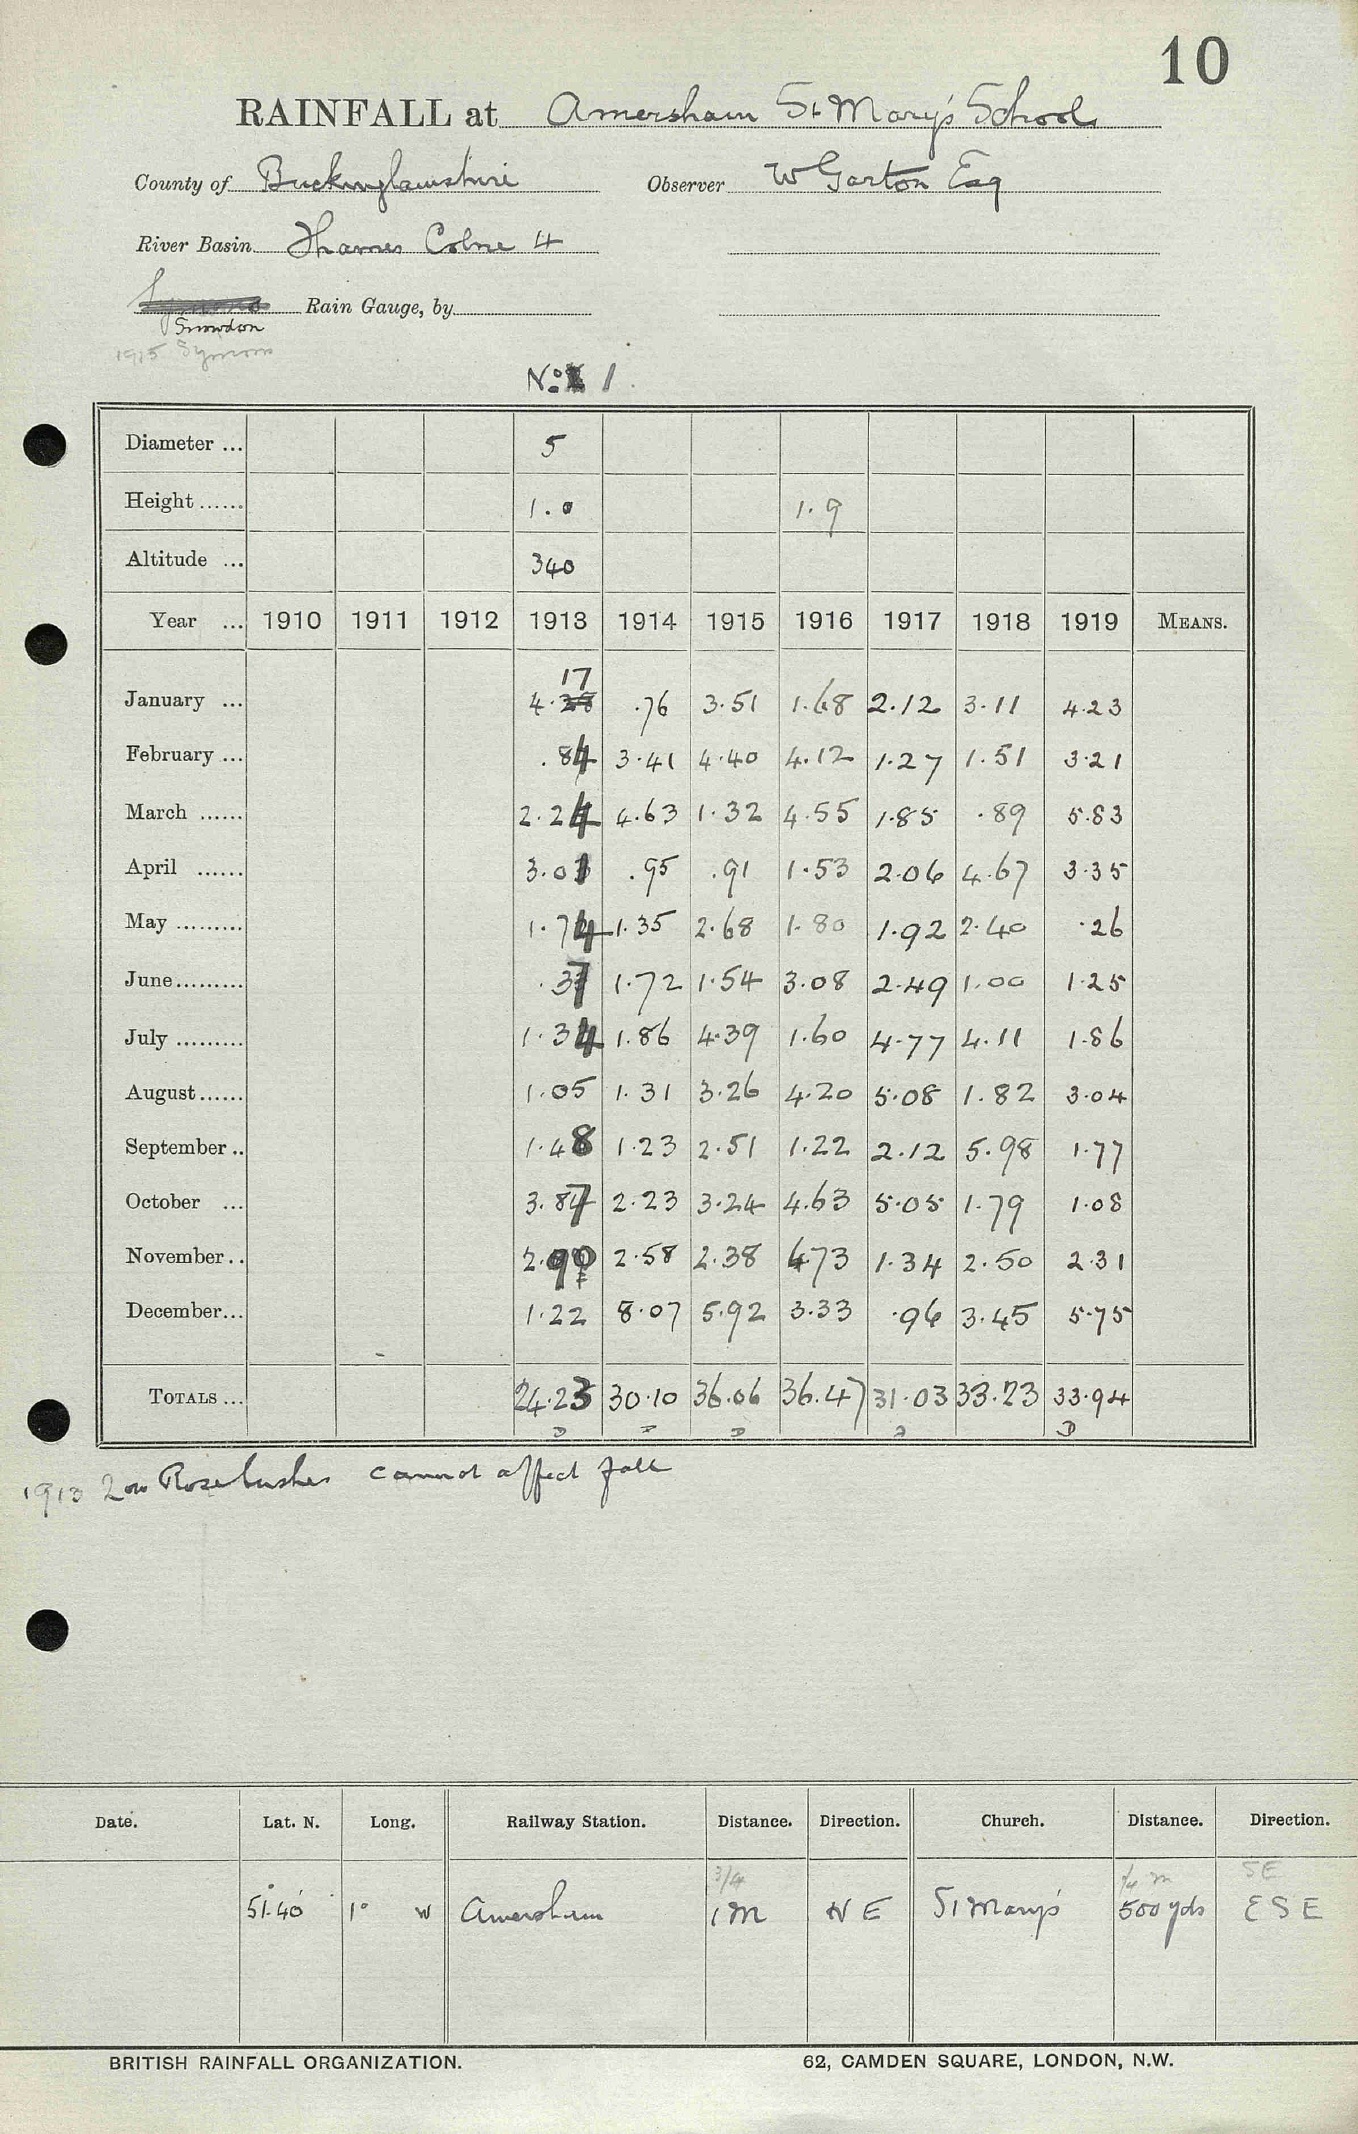 10
RAINFALL at Amersham St Mary's School
County of Buckinghamshire Observer W Garton Esq
River Basin Thames Colne 4
Symons Rain Gauge, by
Snowdon
1915 Symons
No. 1
Diameter ... 5
Height ...... 1.0 1.9
Altitude ... 340
Year ... 1910 1911 1912 1913 1914 1915 1916 1917 1918 1919 MEANS.
17
January ... 4.28 .76 3.51 1.68 2.12 3.11 4.23
February ... .84 3.41 4.40 4.12 1.27 1.51 3.21
March ...... 2.24 4.63 1.32 4.55 1.85 .89 5.83
April ...... 3.01 .95 .91 1.53 2.06 4.67 3.35
May ......... 1.74 1.35 2.68 1.80 1.92 2.40 .26
June......... .37 1.72 1.54 3.08 2.49 1.00 1.25
July ......... 1.34 1.86 4.39 1.60 4.77 4.11 1.86
August...... 1.05 1.31 3.26 4.20 5.08 1.82 3.04
September .. 1.48 1.23 2.51 1.22 2.12 5.98 1.77
October ... 3.87 2.23 3.24 4.63 5.05 1.79 1.08
November.. 2.90 2.58 2.38 4.73 1.34 2.50 2.31
December... 1.22 8.07 5.92 3.33 .96 3.45 5.75
TOTALS ... 24.23 30.10 36.06 36.47 31.03 33.23 33.94
1913 Low Rosebushes cannot affect fall
Date. Lat. N. Long. Railway Station. Distance. Direction. Church. Distance. Direction.
3/4 1/4 m SE
51°40' 1° W Amersham 1 M N E St Mary's 500 yds E S E
BRITISH RAINFALL ORGANIZATION. 62, CAMDEN SQUARE, LONDON, N.W.